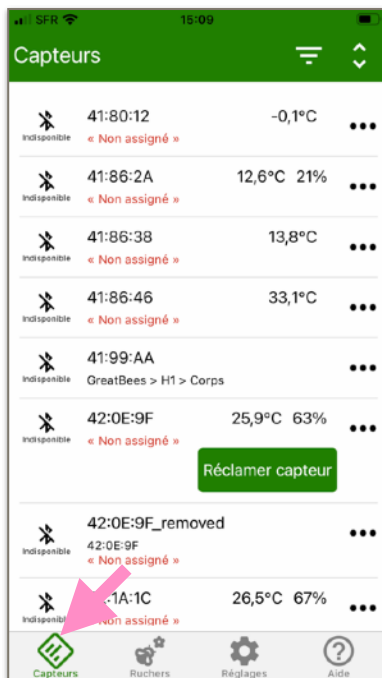 SFR 15:09
Capteurs
41:80:12 -0,1°C
Indisponible « Non assigné »
41:86:2A 12,6°C 21%
Indisponible « Non assigné »
41:86:38 13,8°C
Indisponible « Non assigné »
41:86:46 33,1°C
Indisponible « Non assigné »
41:99:AA
Indisponible GreatBees > H1 > Corps
42:0E:9F 25,9°C 63%
Indisponible « Non assigné »
Réclamer capteur
42:0E:9F_removed
Indisponible 42:0E:9F
« Non assigné »
:1A:1C 26,5°C 67%
Indisponible Non assigné »
Capteurs Ruchers Réglages Aide